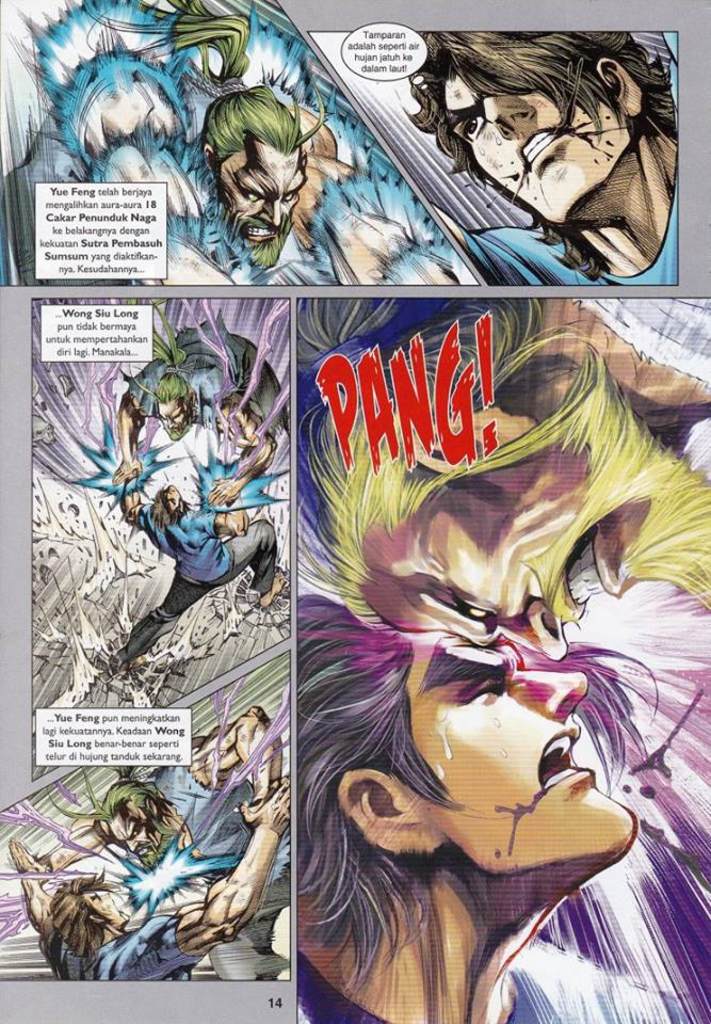 Tamparan
adalah seperti air
hujan jatuh ke
dalam laut!
Yue Feng telah berjaya
mengalihkan aura-aura 18
Cakar Penunduk Naga
ke belakangnya dengan
kekuatan Sutra Pembasuh
Sumsum yang diaktifkan-
nya. Kesudahannya...
...Wong Siu Long
pun tidak bermaya
untuk mempertahankan
diri lagi. Manakala...
PANG!
...Yue Feng pun meningkatkan
lagi kekuatannya. Keadaan Wong
Siu Long benar-benar seperti
telur di hujung tanduk sekarang.
14